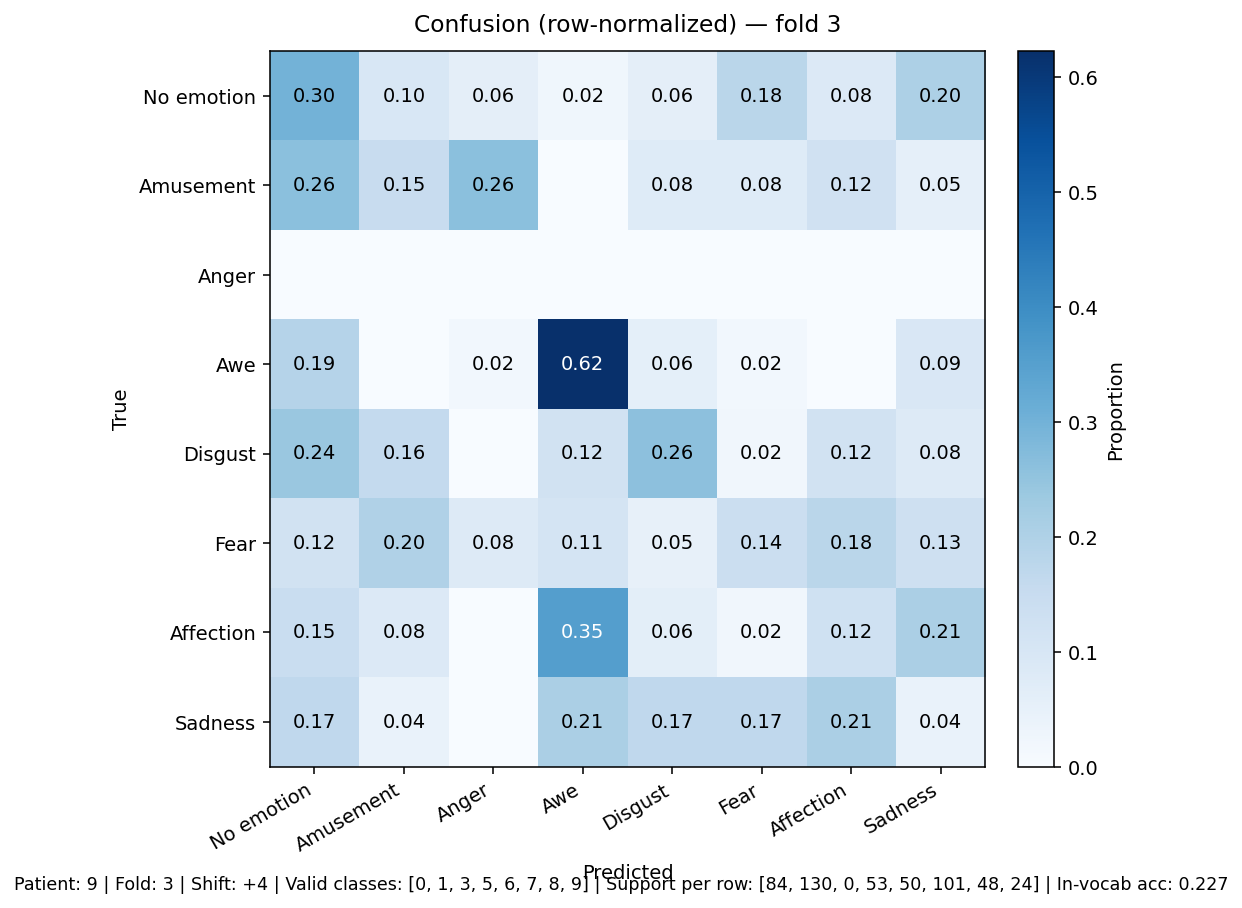 Confusion (row-normalized) — fold 3
No emotion 0.30 0.10 0.06 0.02 0.06 0.18 0.08 0.20 0.6
Amusement 0.26 0.15 0.26 0.08 0.08 0.12 0.05 0.5
Anger 0.4
Awe 0.19 0.02 0.62 0.06 0.02 0.09
True Proportion
Disgust 0.24 0.16 0.12 0.26 0.02 0.12 0.08 0.3
Fear 0.12 0.20 0.08 0.11 0.05 0.14 0.18 0.13 0.2
Affection 0.15 0.08 0.35 0.06 0.02 0.12 0.21 0.1
Sadness 0.17 0.04 0.21 0.17 0.17 0.21 0.04 0.0
No emotion Amusement Anger Awe Disgust Fear Affection Sadness
Predicted
Patient: 9 | Fold: 3 | Shift: +4 | Valid classes: [0, 1, 3, 5, 6, 7, 8, 9] | Support per row: [84, 130, 0, 53, 50, 101, 48, 24] | In-vocab acc: 0.227